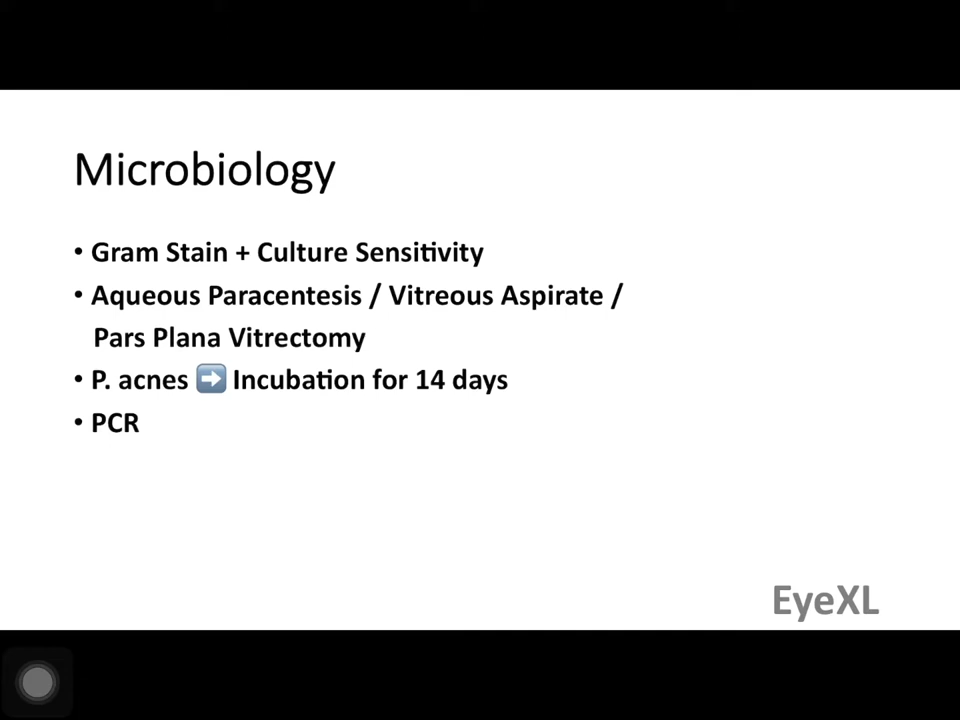 Microbiology
• Gram Stain + Culture Sensitivity
• Aqueous Paracentesis / Vitreous Aspirate /
Pars Plana Vitrectomy
• P. acnes ➡️ Incubation for 14 days
• PCR
EyeXL